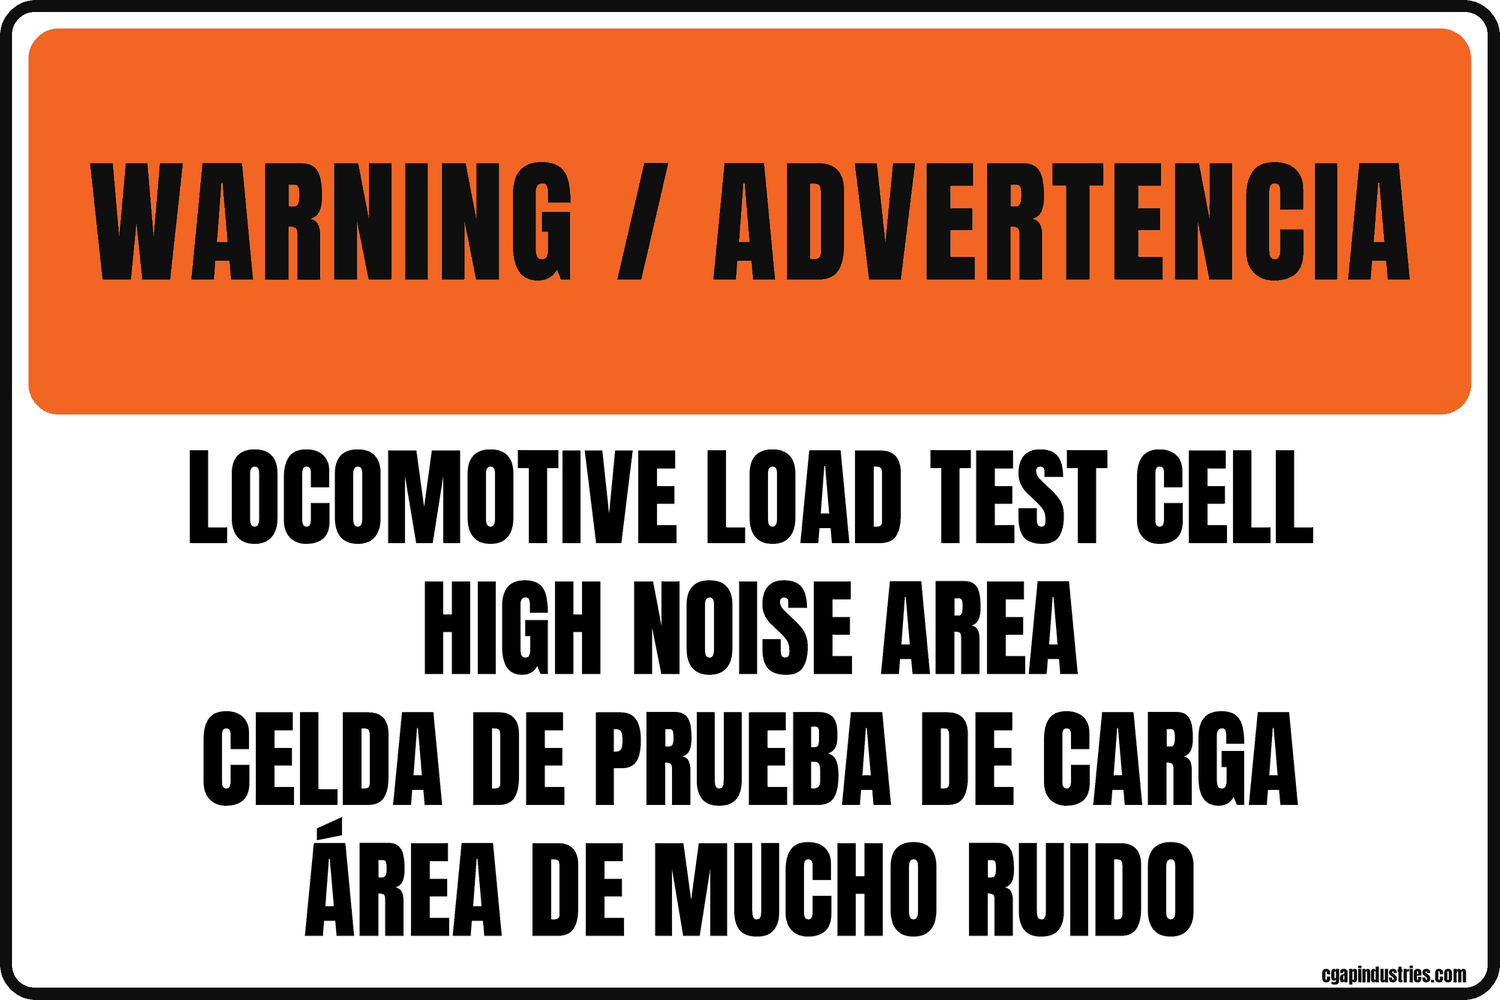 WARNING / ADVERTENCIA
LOCOMOTIVE LOAD TEST CELL
HIGH NOISE AREA
CELDA DE PRUEBA DE CARGA
ÁREA DE MUCHO RUIDO
cgapindustries.com